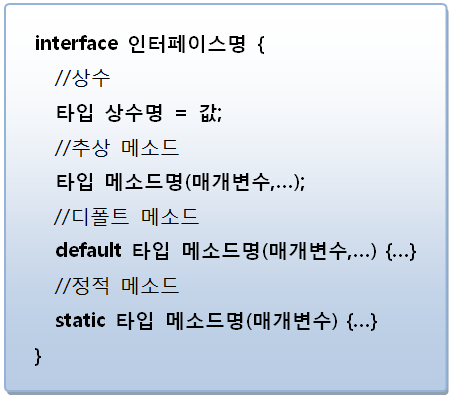 interface 인터페이스명 {
//상수
타입 상수명 = 값;
//추상 메소드
타입 메소드명(매개변수,...);
//디폴트 메소드
default 타입 메소드명(매개변수,...) {...}
//정적 메소드
static 타입 메소드명(매개변수) {...}
}